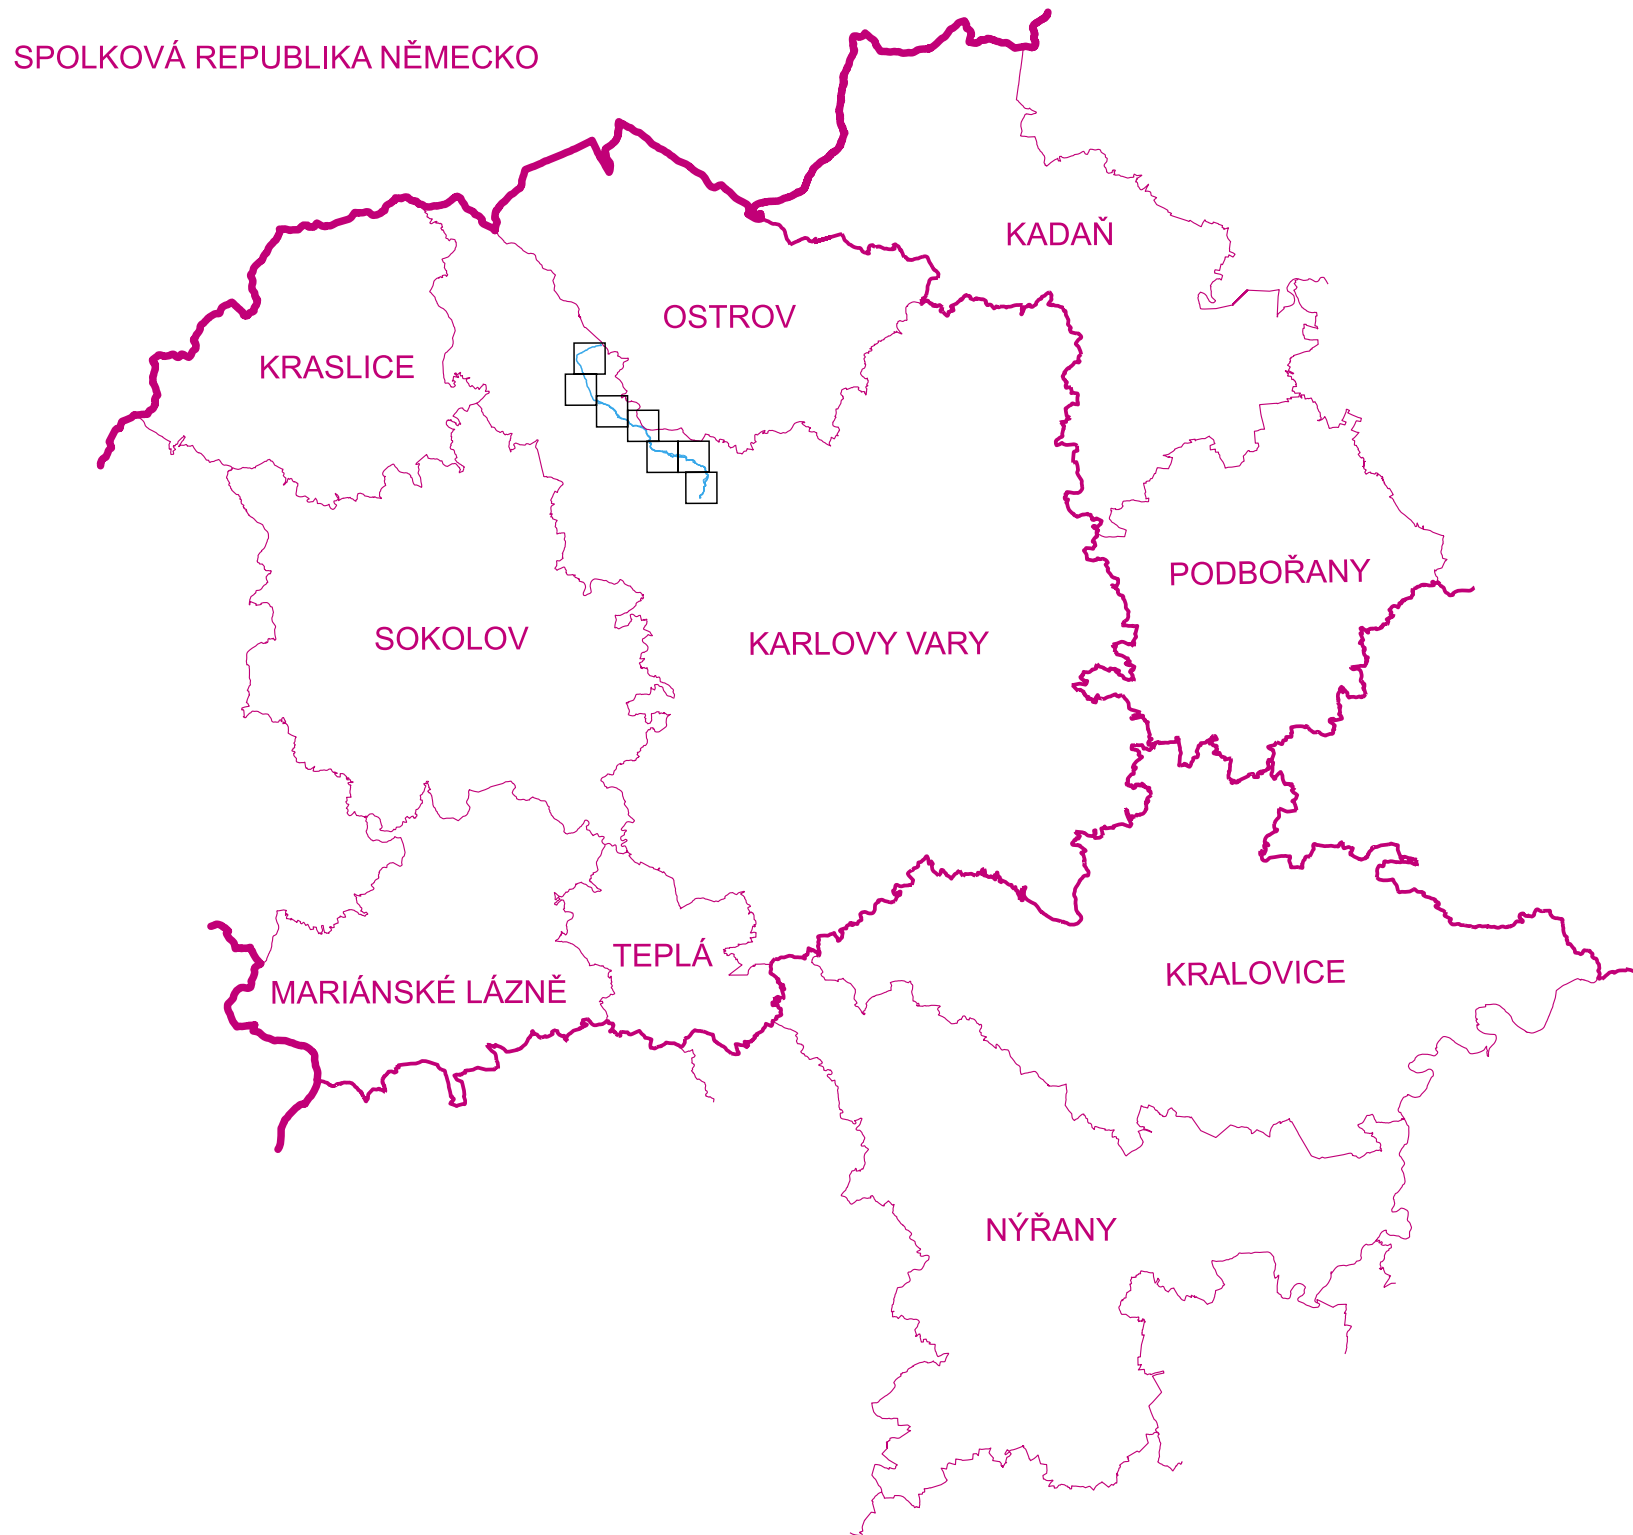 SPOLKOVÁ REPUBLIKA NĚMECKO
KADAŇ
OSTROV
KRASLICE
PODBOŘANY
SOKOLOV
KARLOVY VARY
TEPLÁ
KRALOVICE
MARIÁNSKÉ LÁZNĚ
NÝŘANY